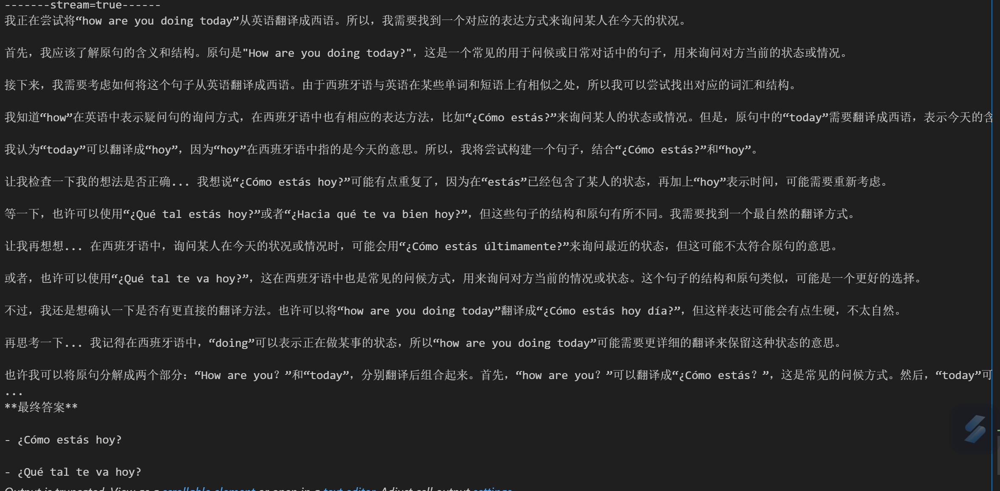 -------stream=true------
我正在尝试将“how are you doing today”从英语翻译成西语。所以，我需要找到一个对应的表达方式来询问某人在今天的状况。
首先，我应该了解原句的含义和结构。原句是"How are you doing today?"，这是一个常见的用于问候或日常对话中的句子，用来询问对方当前的状态或情况。
接下来，我需要考虑如何将这个句子从英语翻译成西语。由于西班牙语与英语在某些单词和短语上有相似之处，所以我可以尝试找出对应的词汇和结构。
我知道“how”在英语中表示疑问句的询问方式，在西班牙语中也有相应的表达方法，比如“¿Cómo estás?”来询问某人的状态或情况。但是，原句中的“today”需要翻译成西语，表示今天的含
我认为“today”可以翻译成“hoy”，因为“hoy”在西班牙语中指的是今天的意思。所以，我将尝试构建一个句子，结合“¿Cómo estás?”和“hoy”。
让我检查一下我的想法是否正确... 我想说“¿Cómo estás hoy?”可能有点重复了，因为在“estás”已经包含了某人的状态，再加上“hoy”表示时间，可能需要重新考虑。
等一下，也许可以使用“¿Qué tal estás hoy?”或者“¿Hacia qué te va bien hoy?”，但这些句子的结构和原句有所不同。我需要找到一个最自然的翻译方式。
让我再想想... 在西班牙语中，询问某人在今天的状况或情况时，可能会用“¿Cómo estás últimamente?”来询问最近的状态，但这可能不太符合原句的意思。
或者，也许可以使用“¿Qué tal te va hoy?”，这在西班牙语中也是常见的问候方式，用来询问对方当前的情况或状态。这个句子的结构和原句类似，可能是一个更好的选择。
不过，我还是想确认一下是否有更直接的翻译方法。也许可以将“how are you doing today”翻译成“¿Cómo estás hoy día?”，但这样表达可能会有点生硬，不太自然。
再思考一下... 我记得在西班牙语中，“doing”可以表示正在做某事的状态，所以“how are you doing today”可能需要更详细的翻译来保留这种状态的意思。
也许我可以将原句分解成两个部分：“How are you？”和“today”，分别翻译后组合起来。首先，“how are you？”可以翻译成“¿Cómo estás？”，这是常见的问候方式。然后，“today”可
...
**最终答案**
- ¿Cómo estás hoy?
- ¿Qué tal te va hoy?
Output is truncated. View as a scrollable element or open in a text editor. Adjust cell output settings...